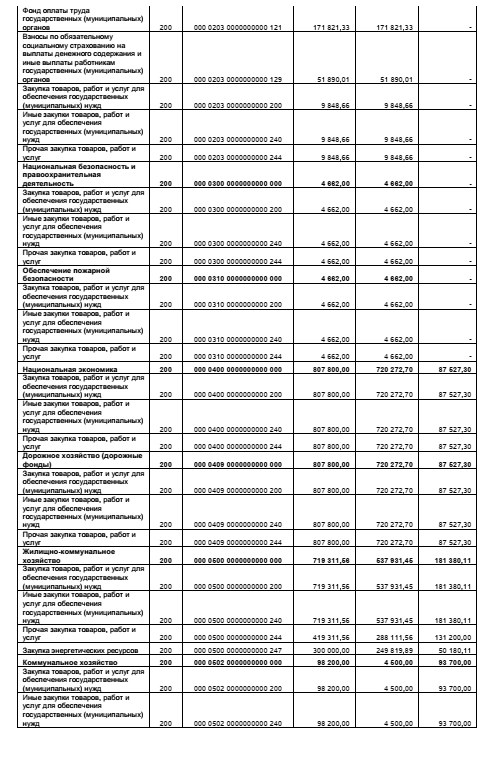 Фонд оплаты труда
государственных (муниципальных)
органов 200 000 0203 0000000000 121 171 821,33 171 821,33 -
Взносы по обязательному
социальному страхованию на
выплаты денежного содержания и
иные выплаты работникам
государственных (муниципальных)
органов 200 000 0203 0000000000 129 51 890,01 51 890,01 -
Закупка товаров, работ и услуг для
обеспечения государственных
(муниципальных) нужд 200 000 0203 0000000000 200 9 848,66 9 848,66 -
Иные закупки товаров, работ и
услуг для обеспечения
государственных (муниципальных)
нужд 200 000 0203 0000000000 240 9 848,66 9 848,66 -
Прочая закупка товаров, работ и
услуг 200 000 0203 0000000000 244 9 848,66 9 848,66 -
Национальная безопасность и
правоохранительная
деятельность 200 000 0300 0000000000 000 4 662,00 4 662,00 -
Закупка товаров, работ и услуг для
обеспечения государственных
(муниципальных) нужд 200 000 0300 0000000000 200 4 662,00 4 662,00 -
Иные закупки товаров, работ и
услуг для обеспечения
государственных (муниципальных)
нужд 200 000 0300 0000000000 240 4 662,00 4 662,00 -
Прочая закупка товаров, работ и
услуг 200 000 0300 0000000000 244 4 662,00 4 662,00 -
Обеспечение пожарной
безопасности 200 000 0310 0000000000 000 4 662,00 4 662,00 -
Закупка товаров, работ и услуг для
обеспечения государственных
(муниципальных) нужд 200 000 0310 0000000000 200 4 662,00 4 662,00 -
Иные закупки товаров, работ и
услуг для обеспечения
государственных (муниципальных)
нужд 200 000 0310 0000000000 240 4 662,00 4 662,00 -
Прочая закупка товаров, работ и
услуг 200 000 0310 0000000000 244 4 662,00 4 662,00 -
Национальная экономика 200 000 0400 0000000000 000 807 800,00 720 272,70 87 527,30
Закупка товаров, работ и услуг для
обеспечения государственных
(муниципальных) нужд 200 000 0400 0000000000 200 807 800,00 720 272,70 87 527,30
Иные закупки товаров, работ и
услуг для обеспечения
государственных (муниципальных)
нужд 200 000 0400 0000000000 240 807 800,00 720 272,70 87 527,30
Прочая закупка товаров, работ и
услуг 200 000 0400 0000000000 244 807 800,00 720 272,70 87 527,30
Дорожное хозяйство (дорожные
фонды) 200 000 0409 0000000000 000 807 800,00 720 272,70 87 527,30
Закупка товаров, работ и услуг для
обеспечения государственных
(муниципальных) нужд 200 000 0409 0000000000 200 807 800,00 720 272,70 87 527,30
Иные закупки товаров, работ и
услуг для обеспечения
государственных (муниципальных)
нужд 200 000 0409 0000000000 240 807 800,00 720 272,70 87 527,30
Прочая закупка товаров, работ и
услуг 200 000 0409 0000000000 244 807 800,00 720 272,70 87 527,30
Жилищно-коммунальное
хозяйство 200 000 0500 0000000000 000 719 311,56 537 931,45 181 380,11
Закупка товаров, работ и услуг для
обеспечения государственных
(муниципальных) нужд 200 000 0500 0000000000 200 719 311,56 537 931,45 181 380,11
Иные закупки товаров, работ и
услуг для обеспечения
государственных (муниципальных)
нужд 200 000 0500 0000000000 240 719 311,56 537 931,45 181 380,11
Прочая закупка товаров, работ и
услуг 200 000 0500 0000000000 244 419 311,56 288 111,56 131 200,00
Закупка энергетических ресурсов 200 000 0500 0000000000 247 300 000,00 249 819,89 50 180,11
Коммунальное хозяйство 200 000 0502 0000000000 000 98 200,00 4 500,00 93 700,00
Закупка товаров, работ и услуг для
обеспечения государственных
(муниципальных) нужд 200 000 0502 0000000000 200 98 200,00 4 500,00 93 700,00
Иные закупки товаров, работ и
услуг для обеспечения
государственных (муниципальных)
нужд 200 000 0502 0000000000 240 98 200,00 4 500,00 93 700,00